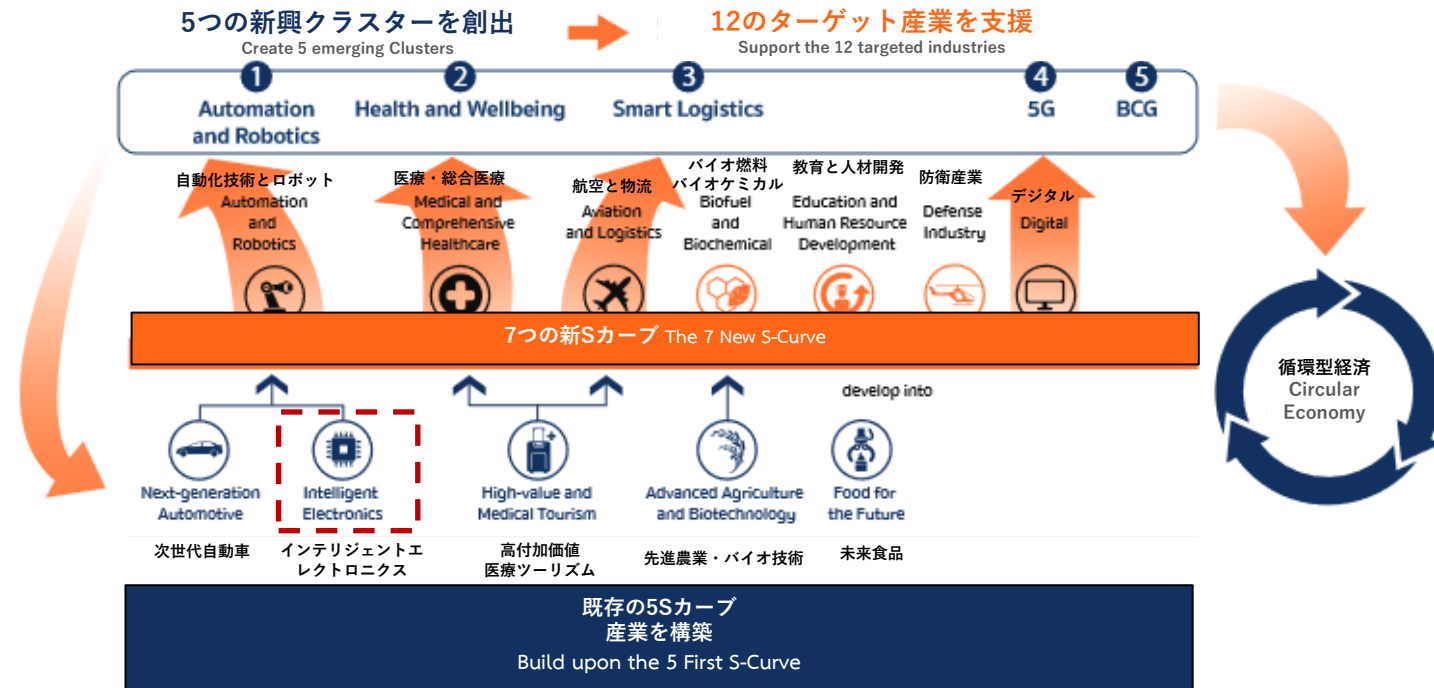 5つの新興クラスターを創出
Create 5 emerging Clusters
12のターゲット産業を支援
Support the 12 targeted industries
1
Automation
and Robotics
2
Health and Wellbeing
3
Smart Logistics
4
5G
5
BCG
自動化技術とロボット
Automation
and
Robotics
医療・総合医療
Medical and
Comprehensive
Healthcare
航空と物流
Aviation
and Logistics
バイオ燃料
バイオケミカル
Biofuel
and
Biochemical
教育と人材開発
Education and
Human Resource
Development
防衛産業
Defense
Industry
デジタル
Digital
7つの新Sカーブ The 7 New S-Curve
循環型経済
Circular
Economy
develop into
Next-generation
Automotive
Intelligent
Electronics
High-value and
Medical Tourism
Advanced Agriculture
and Biotechnology
Food for
the Future
次世代自動車
インテリジェントエ
レクトロニクス
高付加価値
医療ツーリズム
先進農業・バイオ技術
未来食品
既存の5Sカーブ
産業を構築
Build upon the 5 First S-Curve